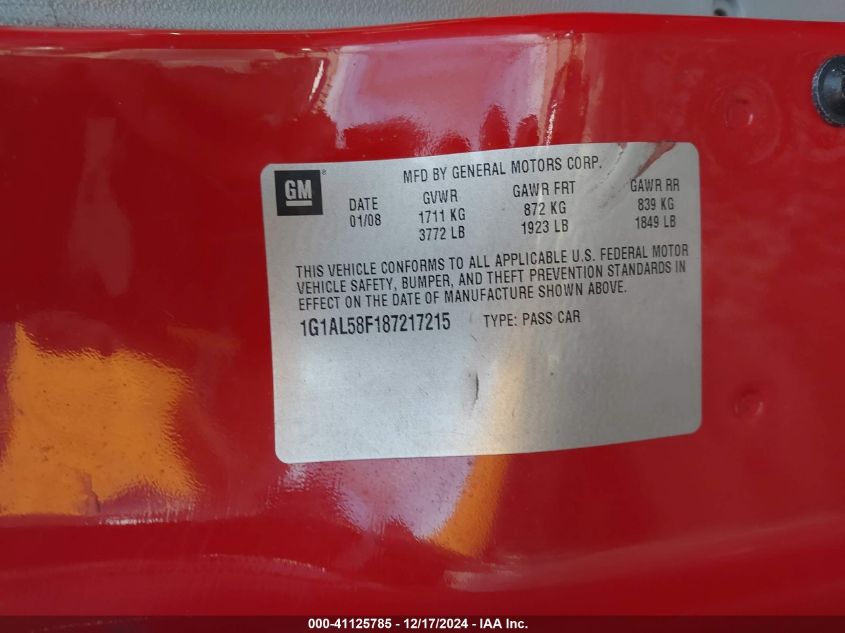 GM®
MFD BY GENERAL MOTORS CORP.
DATE GVWR GAWR FRT GAWR RR
01/08 1711 KG 872 KG 839 KG
3772 LB 1923 LB 1849 LB
THIS VEHICLE CONFORMS TO ALL APPLICABLE U.S. FEDERAL MOTOR
VEHICLE SAFETY, BUMPER, AND THEFT PREVENTION STANDARDS IN
EFFECT ON THE DATE OF MANUFACTURE SHOWN ABOVE.
1G1AL58F187217215 TYPE: PASS CAR
000-41125785 - 12/17/2024 - IAA Inc.